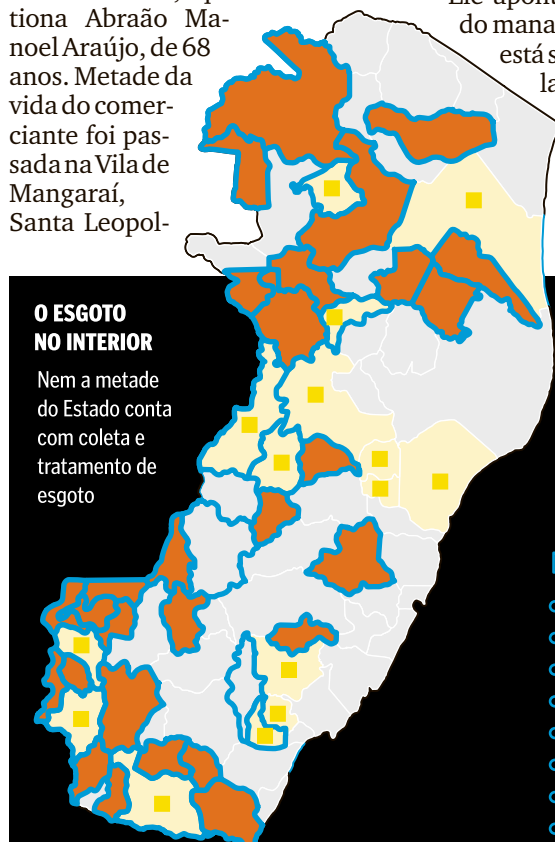 tiona Abraão Ma-
noel Araújo, de 68
anos. Metade da
vida do comer-
ciante foi pas-
sada na Vila de
Mangaraí,
Santa Leopol-
do mana
está s
la
O ESGOTO
NO INTERIOR
Nem a metade
do Estado conta
com coleta e
tratamento de
esgoto